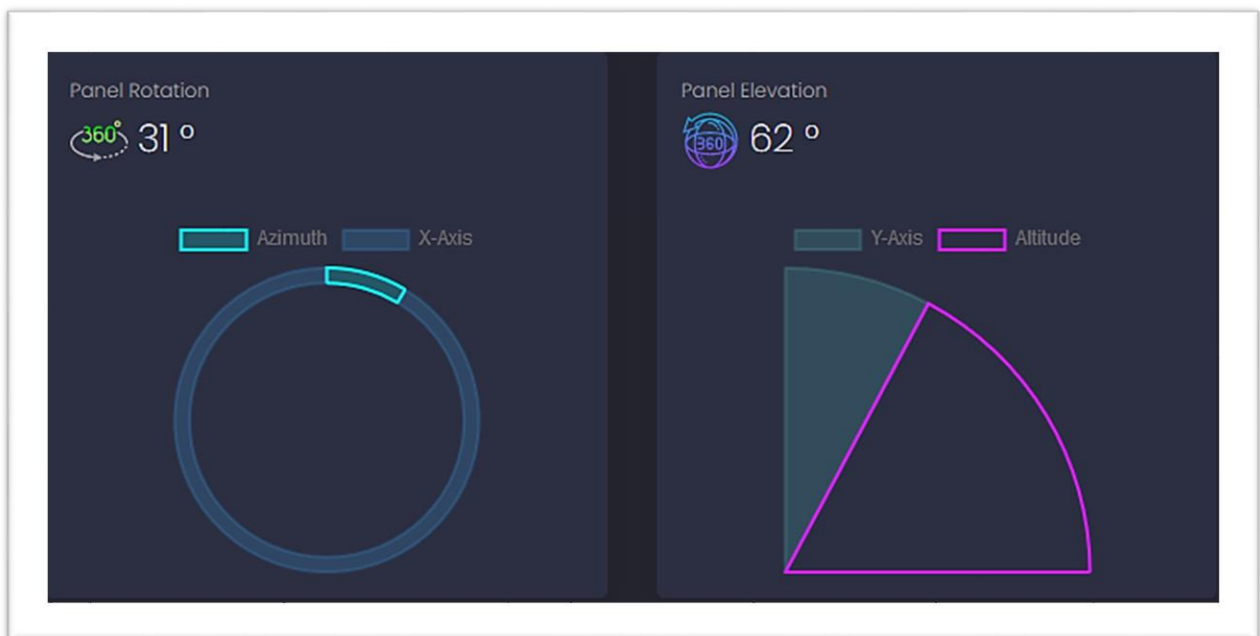 Panel Rotation
360° 31 °
Azimuth X-Axis
Panel Elevation
360 62 °
Y-Axis Altitude